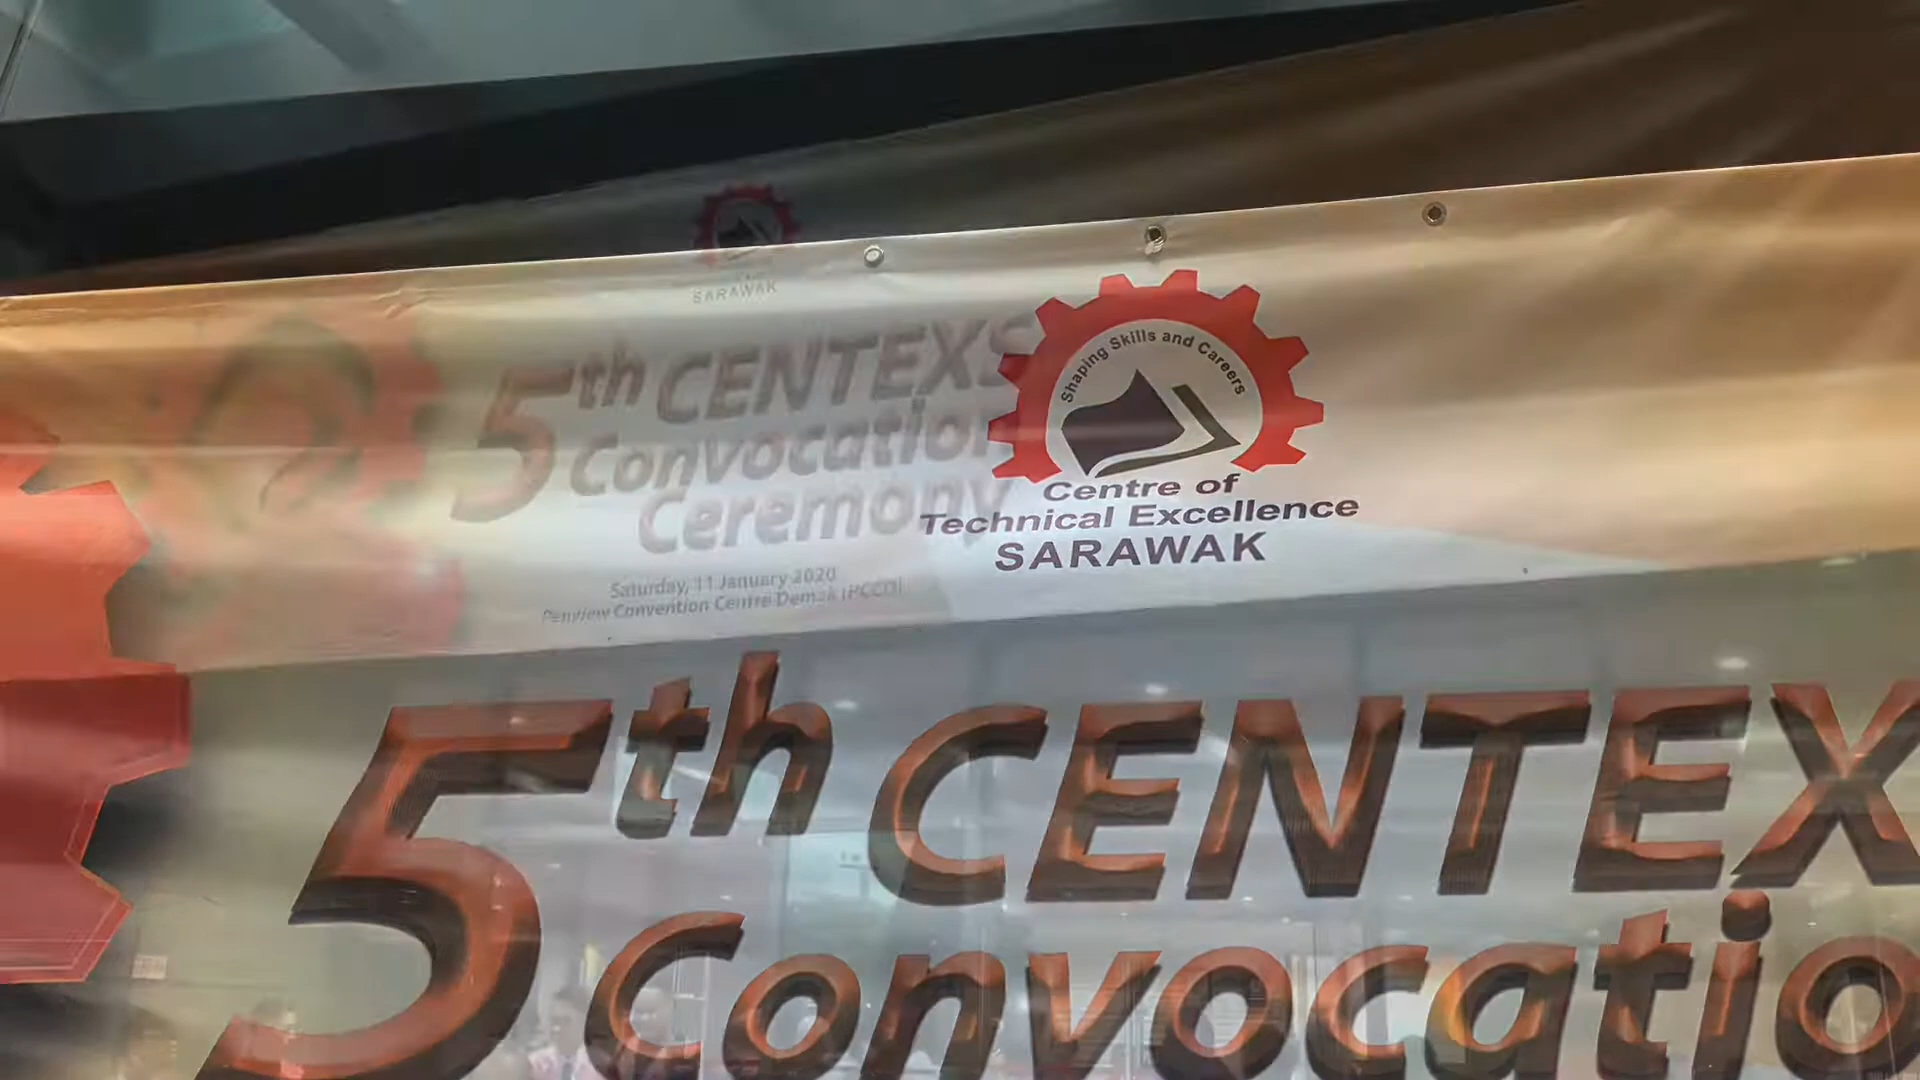 SARAWAK
5th CENTEXS
Convocation
Ceremony
Saturday, 11 January 2020
Convention Centre Demak (PCCD)
Shaping Skills and Careers
Centre of
Technical Excellence
SARAWAK
5th CENTEX
Convocatio